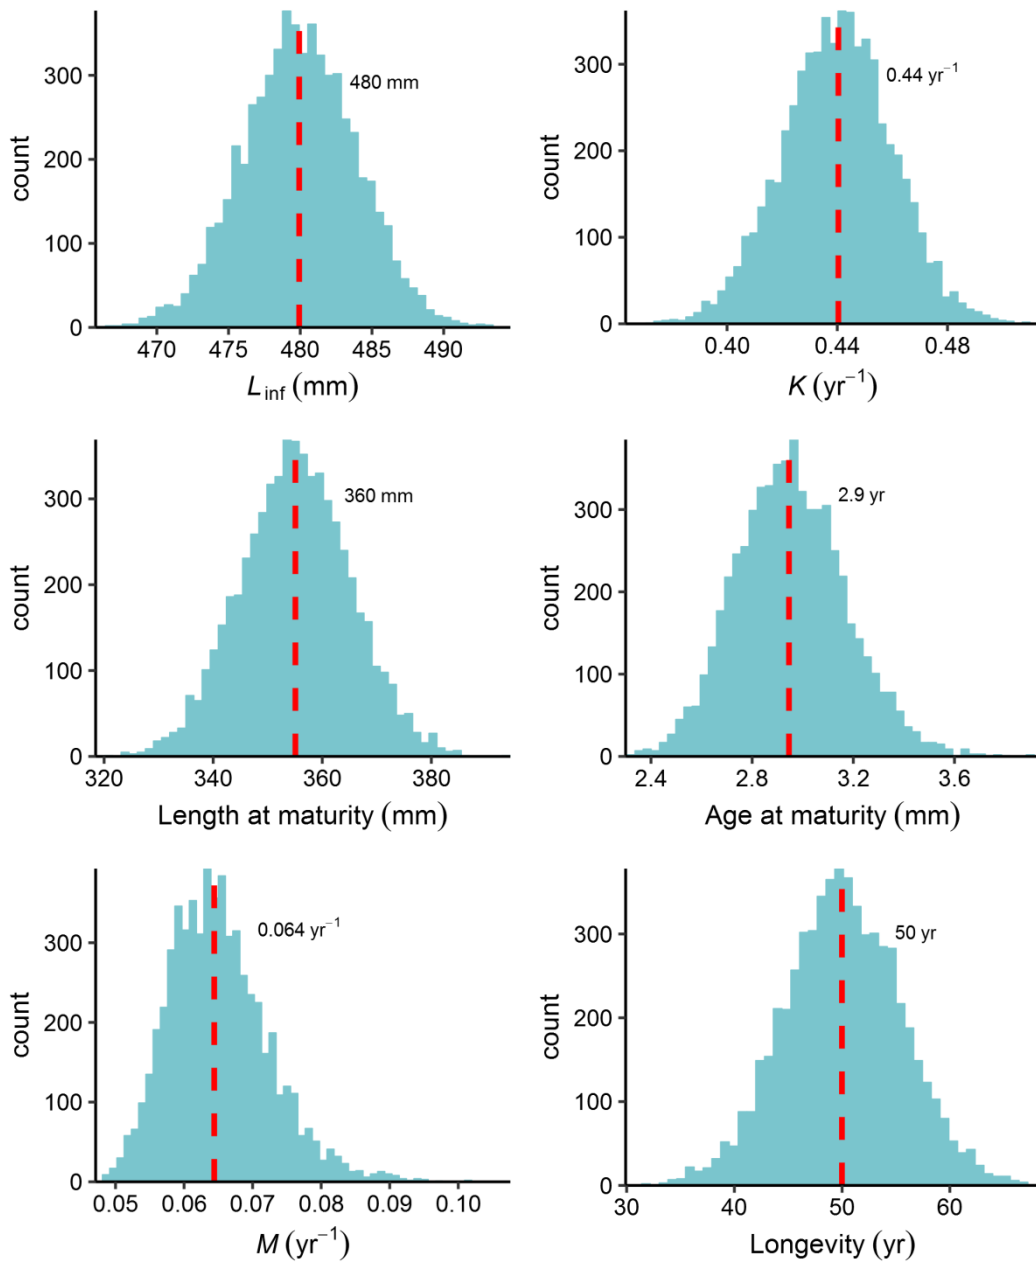 count
300
200
100
0
480 mm
470 475 480 485 490
L inf (mm)
count
300
200
100
0
0.44 yr⁻¹
0.40 0.44 0.48
K (yr⁻¹)
count
300
200
100
0
360 mm
320 340 360 380
Length at maturity (mm)
count
300
200
100
0
2.9 yr
2.4 2.8 3.2 3.6
Age at maturity (mm)
count
300
200
100
0
0.064 yr⁻¹
0.05 0.06 0.07 0.08 0.09 0.10
M (yr⁻¹)
count
300
200
100
0
50 yr
30 40 50 60
Longevity (yr)